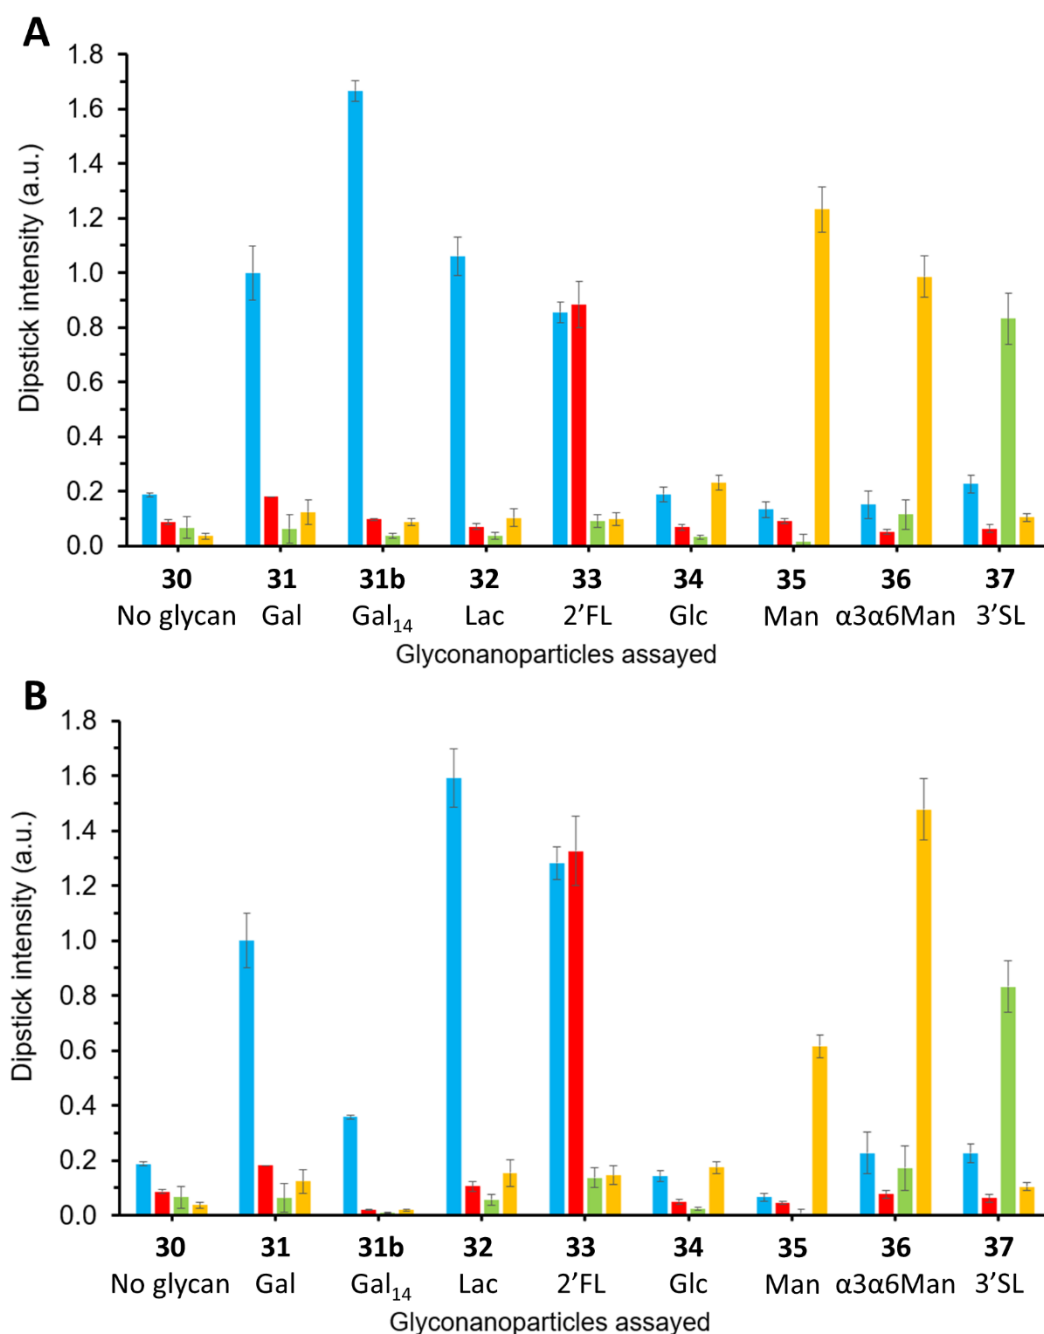 A
Dipstick intensity (a.u.)
1.8
1.6
1.4
1.2
1.0
0.8
0.6
0.4
0.2
0.0
30 31 31b 32 33 34 35 36 37
No glycan Gal Gal₁₄ Lac 2’FL Glc Man α3α6Man 3’SL
Glyconanoparticles assayed
B
Dipstick intensity (a.u.)
1.8
1.6
1.4
1.2
1.0
0.8
0.6
0.4
0.2
0.0
30 31 31b 32 33 34 35 36 37
No glycan Gal Gal₁₄ Lac 2’FL Glc Man α3α6Man 3’SL
Glyconanoparticles assayed